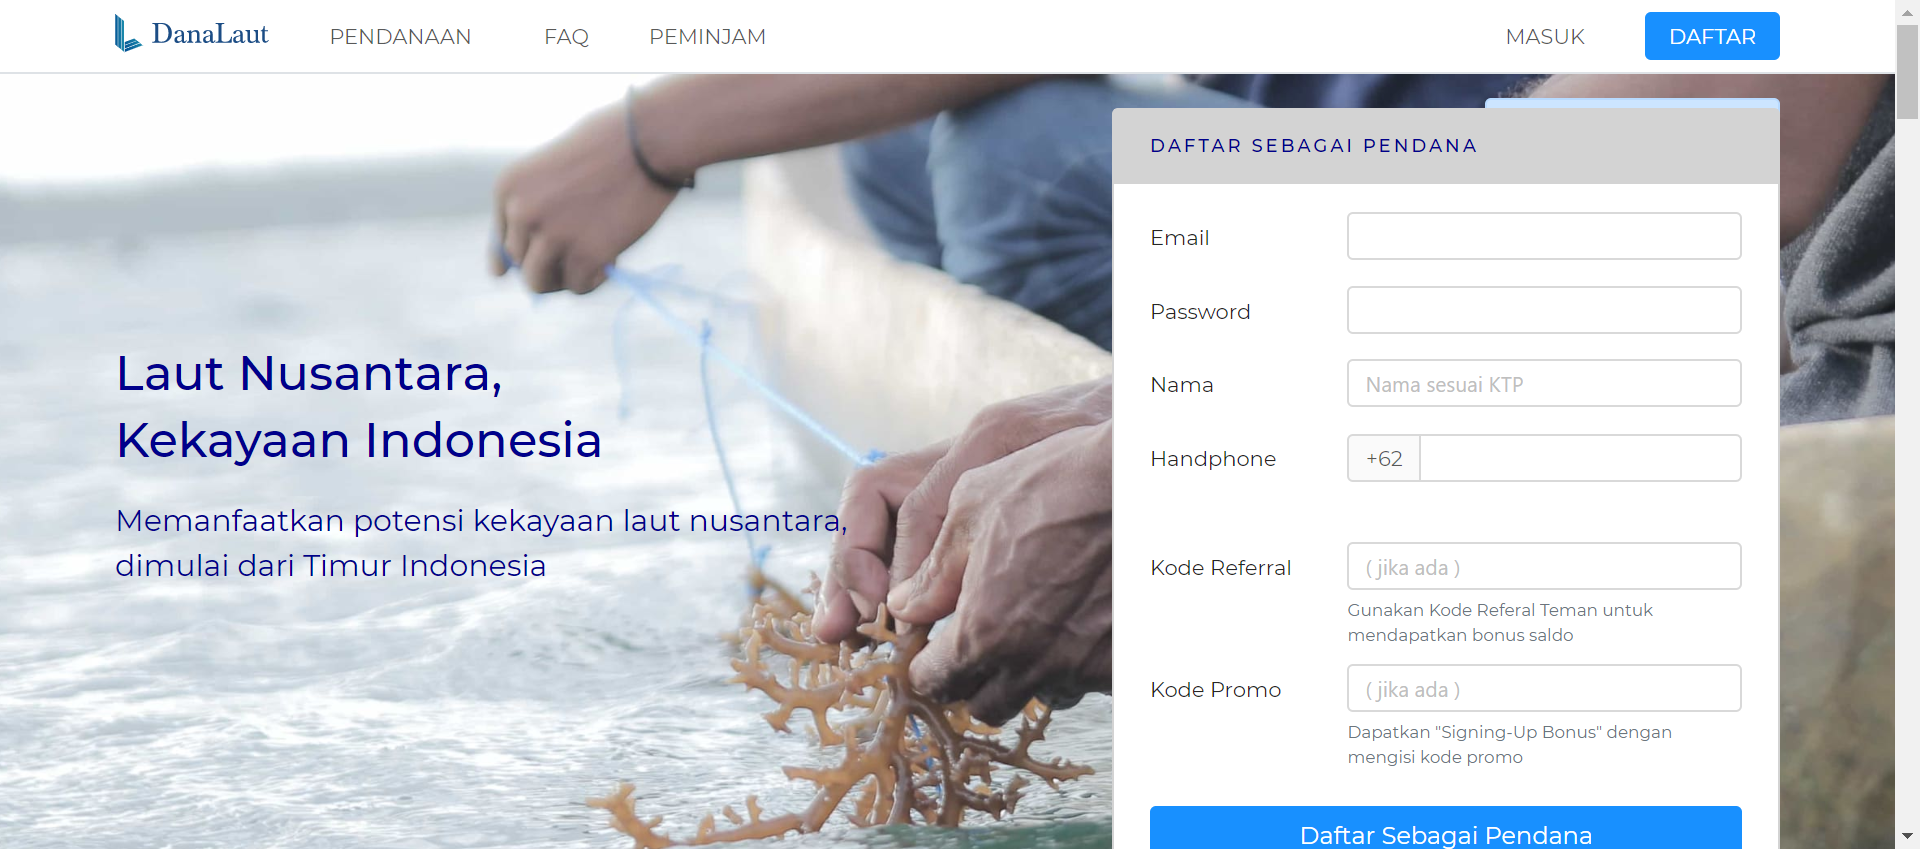 DanaLaut
PENDANAAN
FAQ
PEMINJAM
MASUK
DAFTAR
Laut Nusantara,
Kekayaan Indonesia
Memanfaatkan potensi kekayaan laut nusantara,
dimulai dari Timur Indonesia
DAFTAR SEBAGAI PENDANA
Email
Password
Nama
Nama sesuai KTP
Handphone
+62
Kode Referral
( jika ada )
Gunakan Kode Referal Teman untuk
mendapatkan bonus saldo
Kode Promo
( jika ada )
Dapatkan "Signing-Up Bonus" dengan
mengisi kode promo
Daftar Sebagai Pendana